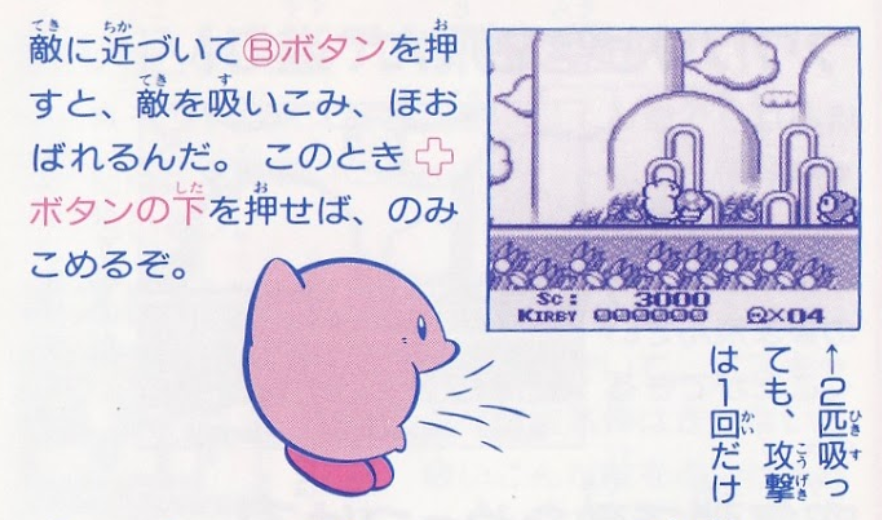 敵に近づいてⒷボタンを押
すと、敵を吸いこみ、ほお
ばれるんだ。このとき✚
ボタンの下を押せば、のみ
こめるぞ。
Sc: 3000
KIRBY ×04
↑2匹吸っ
ても、攻撃
は1回だけ